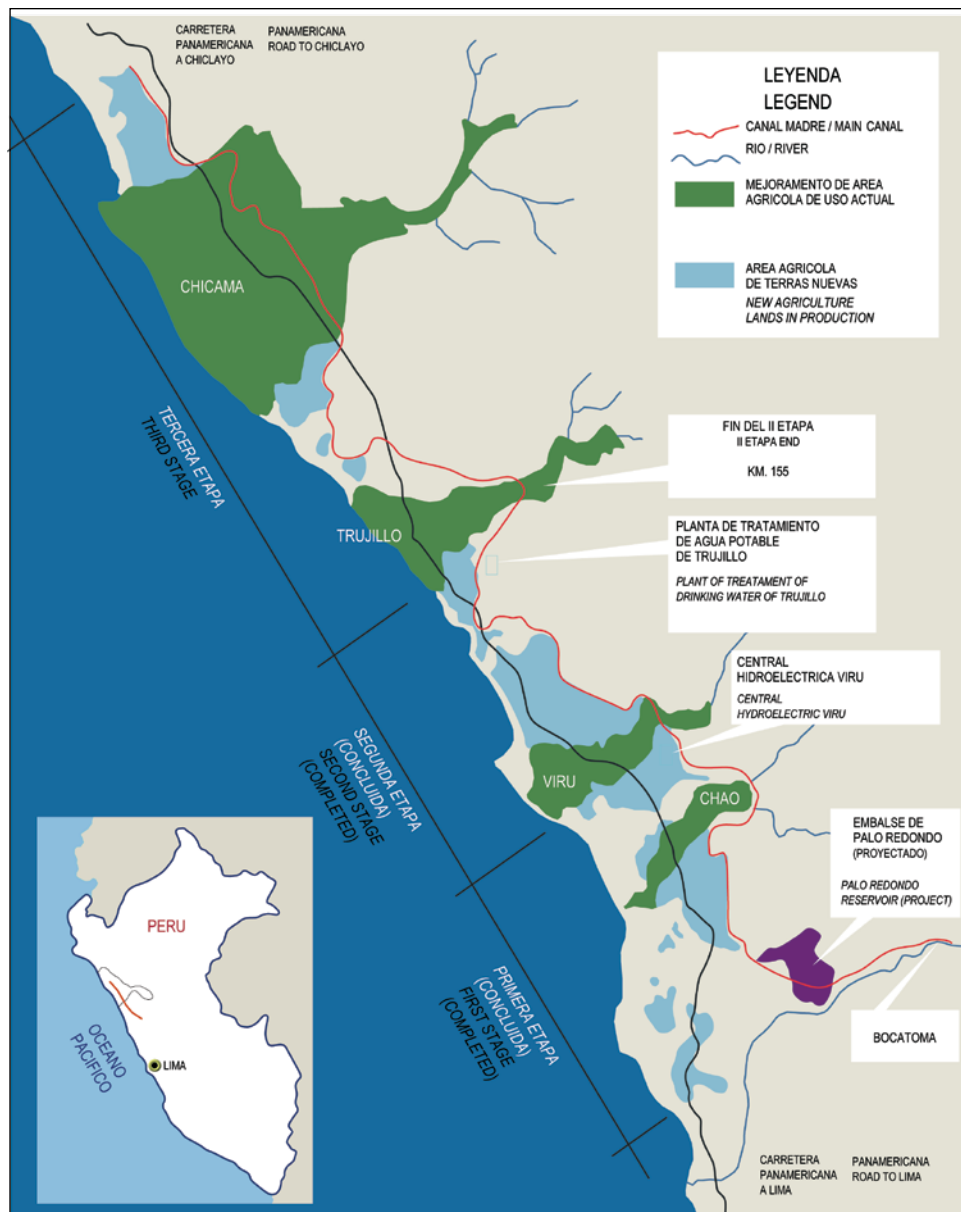 CARRETERA
PANAMERICANA
A CHICLAYO
PANAMERICANA
ROAD TO CHICLAYO
LEYENDA
LEGEND
CANAL MADRE / MAIN CANAL
RIO / RIVER
MEJORAMENTO DE AREA
AGRICOLA DE USO ACTUAL
AREA AGRICOLA
DE TERRAS NUEVAS
NEW AGRICULTURE
LANDS IN PRODUCTION
CHICAMA
TERCERA ETAPA
THIRD STAGE
FIN DEL II ETAPA
II ETAPA END
KM. 155
TRUJILLO
PLANTA DE TRATAMIENTO
DE AGUA POTABLE
DE TRUJILLO
PLANT OF TREATAMENT OF
DRINKING WATER OF TRUJILLO
CENTRAL
HIDROELECTRICA VIRU
CENTRAL
HYDROELECTRIC VIRU
SEGUNDA ETAPA
(CONCLUIDA)
SECOND STAGE
(COMPLETED)
VIRU
CHAO
EMBALSE DE
PALO REDONDO
(PROYECTADO)
PALO REDONDO
RESERVOIR (PROJECT)
PRIMERA ETAPA
(CONCLUIDA)
FIRST STAGE
(COMPLETED)
BOCATOMA
PERU
OCEANO
PACIFICO
LIMA
CARRETERA
PANAMERICANA
A LIMA
PANAMERICANA
ROAD TO LIMA